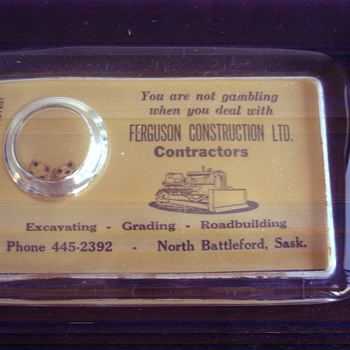 You are not gambling
when you deal with
FERGUSON CONSTRUCTION LTD.
Contractors
Excavating - Grading - Roadbuilding
Phone 445-2392 - North Battleford, Sask.